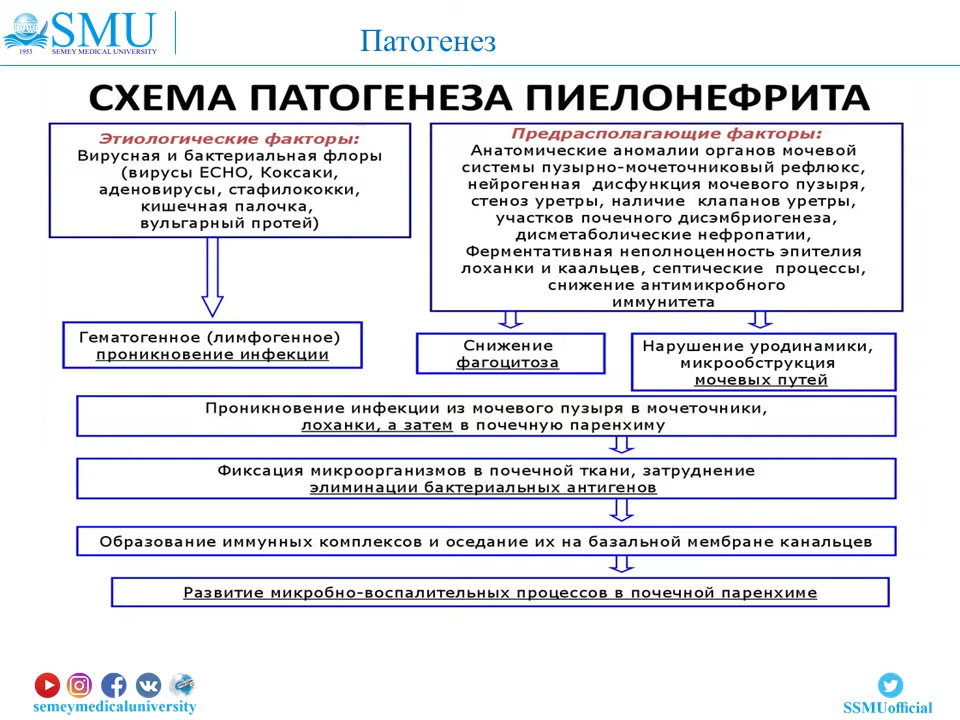 SMU
1953 SEMEY MEDICAL UNIVERSITY
Патогенез
СХЕМА ПАТОГЕНЕЗА ПИЕЛОНЕФРИТА
Этиологические факторы:
Вирусная и бактериальная флоры
(вирусы ЕСНО, Коксаки,
аденовирусы, стафилококки,
кишечная палочка,
вульгарный протей)
Предрасполагающие факторы:
Анатомические аномалии органов мочевой
системы пузырно-мочеточниковый рефлюкс,
нейрогенная дисфункция мочевого пузыря,
стеноз уретры, наличие клапанов уретры,
участков почечного дисэмбриогенеза,
дисметаболические нефропатии,
Ферментативная неполноценность эпителия
лоханки и каальцев, септические процессы,
снижение антимикробного
иммунитета
Гематогенное (лимфогенное)
проникновение инфекции
Снижение
фагоцитоза
Нарушение уродинамики,
микрообструкция
мочевых путей
Проникновение инфекции из мочевого пузыря в мочеточники,
лоханки, а затем в почечную паренхиму
Фиксация микроорганизмов в почечной ткани, затруднение
элиминации бактериальных антигенов
Образование иммунных комплексов и оседание их на базальной мембране канальцев
Развитие микробно-воспалительных процессов в почечной паренхиме
semeymedicaluniversity
SSMUofficial